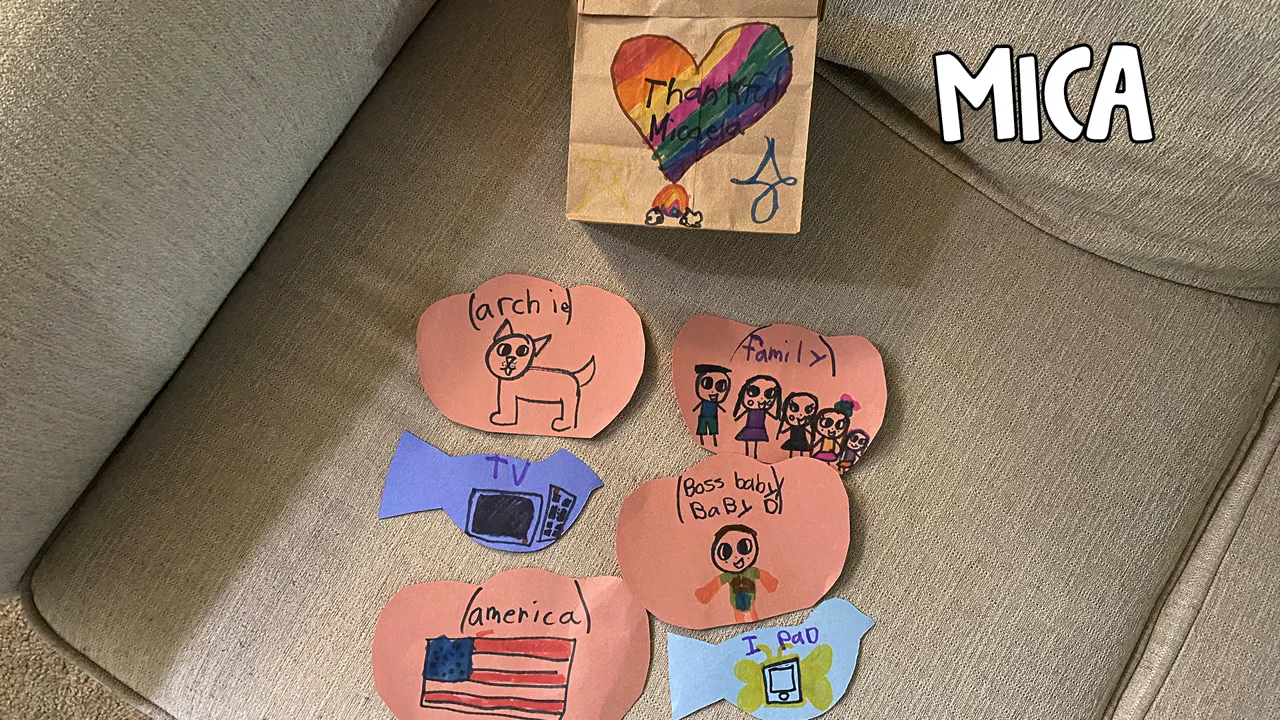 MICA
Thankful
Micaela
(archie)
(family)
TV
(Boss baby)
BaBy D
(america)
I PaD